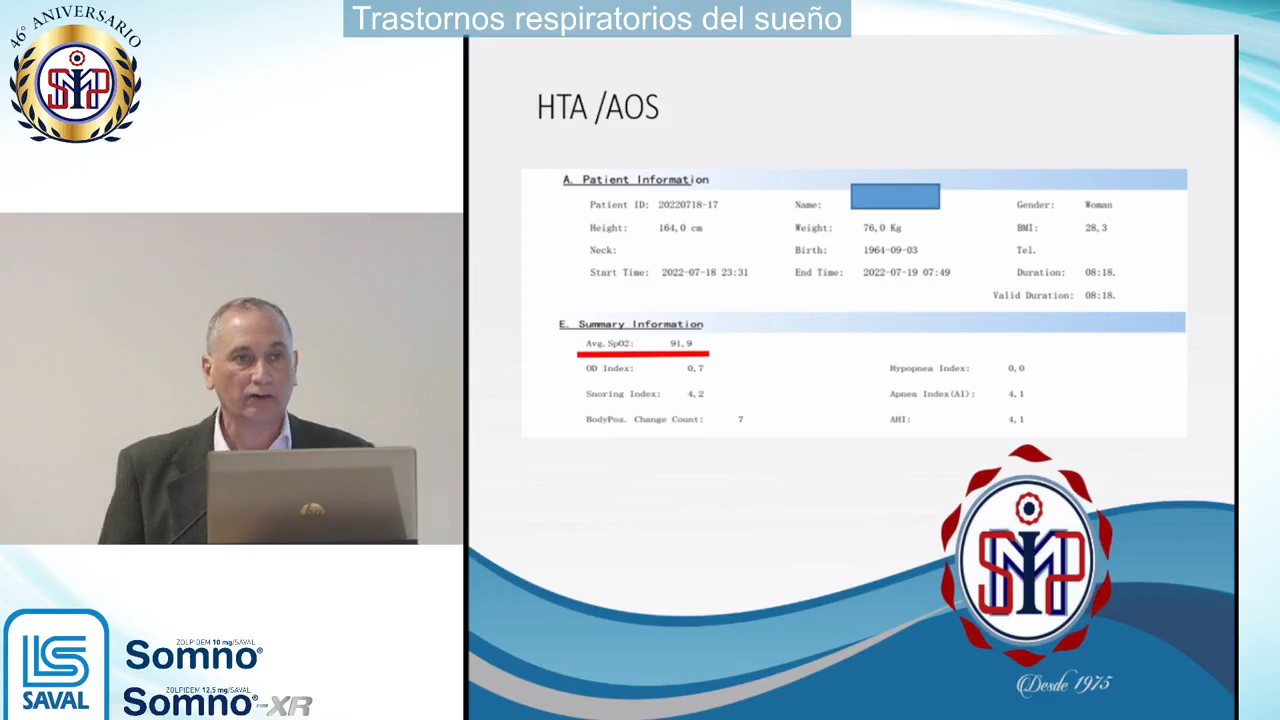 Trastornos respiratorios del sueño
46° ANIVERSARIO
SMIP
HTA /AOS
A. Patient Information
Patient ID: 20220718-17 Name: Gender: Woman
Height: 164,0 cm Weight: 76,0 Kg BMI: 28,3
Neck: Birth: 1964-09-03 Tel.
Start Time: 2022-07-18 23:31 End Time: 2022-07-19 07:49 Duration: 08:18.
Valid Duration: 08:18.
E. Summary Information
Avg.SpO2: 91,9
OD Index: 0,7 Hypopnea Index: 0,0
Snoring Index: 4,2 Apnea Index(AI): 4,1
BodyPos. Change Count: 7 AHI: 4,1
hp
SMIP
Desde 1975
LS
SAVAL
ZOLPIDEM 10 mg/SAVAL
Somno®
ZOLPIDEM 12,5 mg/SAVAL
Somno®-XR